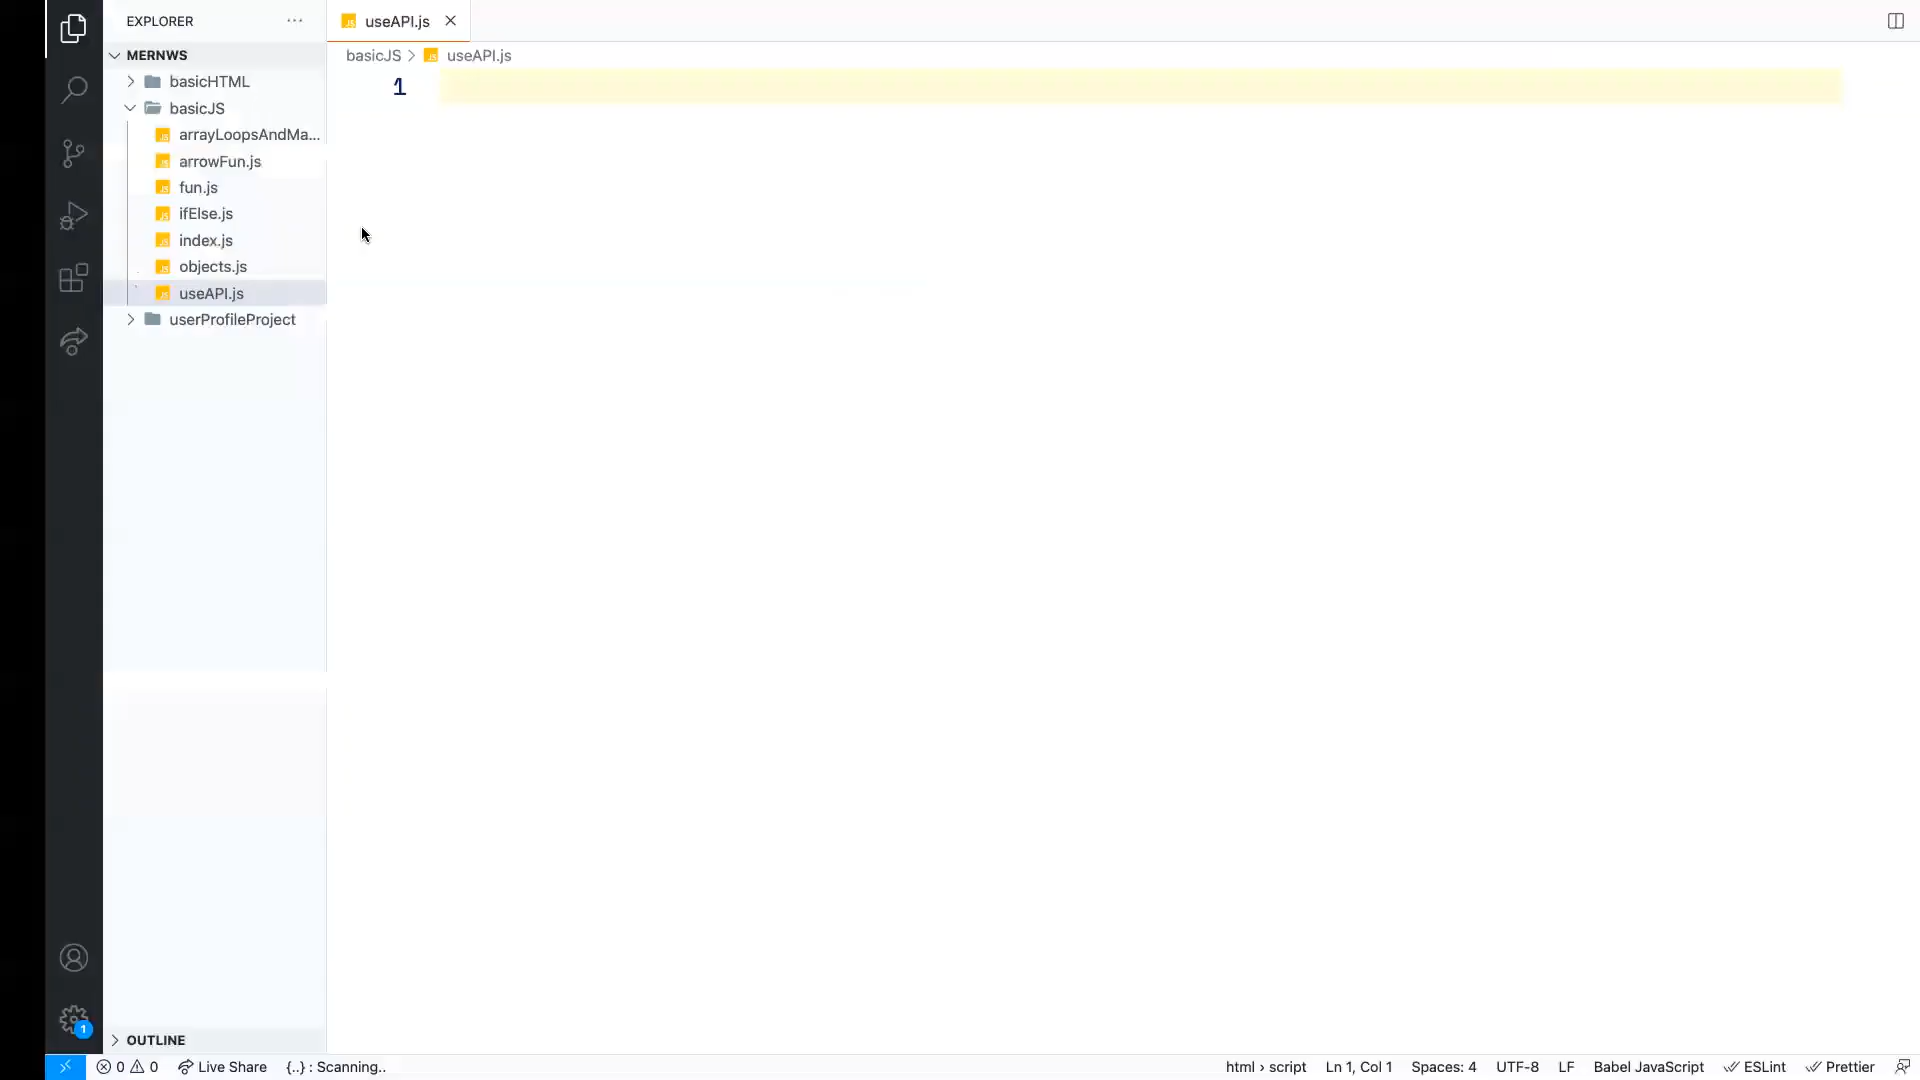 EXPLORER
MERNWS
basicHTML
basicJS
arrayLoopsAndMa...
arrowFun.js
fun.js
ifElse.js
index.js
objects.js
useAPI.js
userProfileProject
OUTLINE
useAPI.js
basicJS > useAPI.js
1
1
0 0 Live Share {..} : Scanning.. html › script Ln 1, Col 1 Spaces: 4 UTF-8 LF Babel JavaScript ESLint Prettier